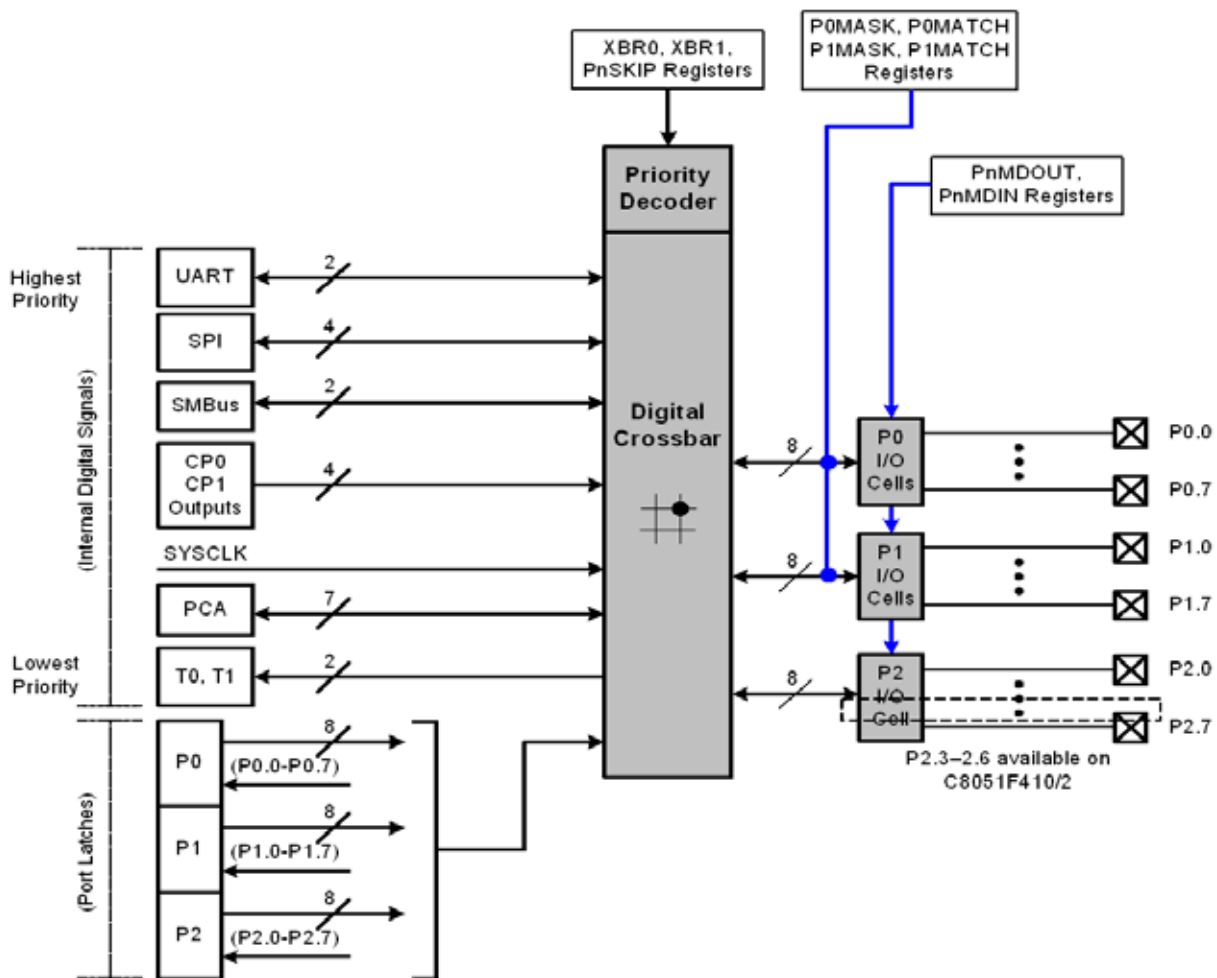 XBR0, XBR1,
PnSKIP Registers
P0MASK, P0MATCH
P1MASK, P1MATCH
Registers
PnMDOUT,
PnMDIN Registers
Priority
Decoder
Digital
Crossbar
Highest
Priority
(Internal Digital Signals)
Lowest
Priority
UART
2
SPI
4
SMBus
2
CP0
CP1
Outputs
4
SYSCLK
PCA
7
T0, T1
2
(Port Latches)
P0
8
(P0.0-P0.7)
P1
8
(P1.0-P1.7)
P2
8
(P2.0-P2.7)
8
P0
I/O
Cells
P0.0
P0.7
8
P1
I/O
Cells
P1.0
P1.7
8
P2
I/O
Cell
P2.0
P2.7
P2.3–2.6 available on
C8051F410/2